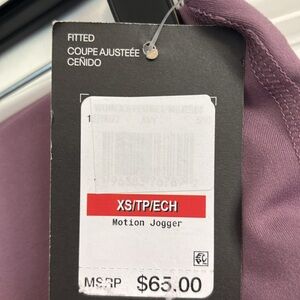 FITTED
COUPE AJUSTEÉE
CEÑIDO
XS/TP/ECH
Motion Jogger
MSRP $65.00